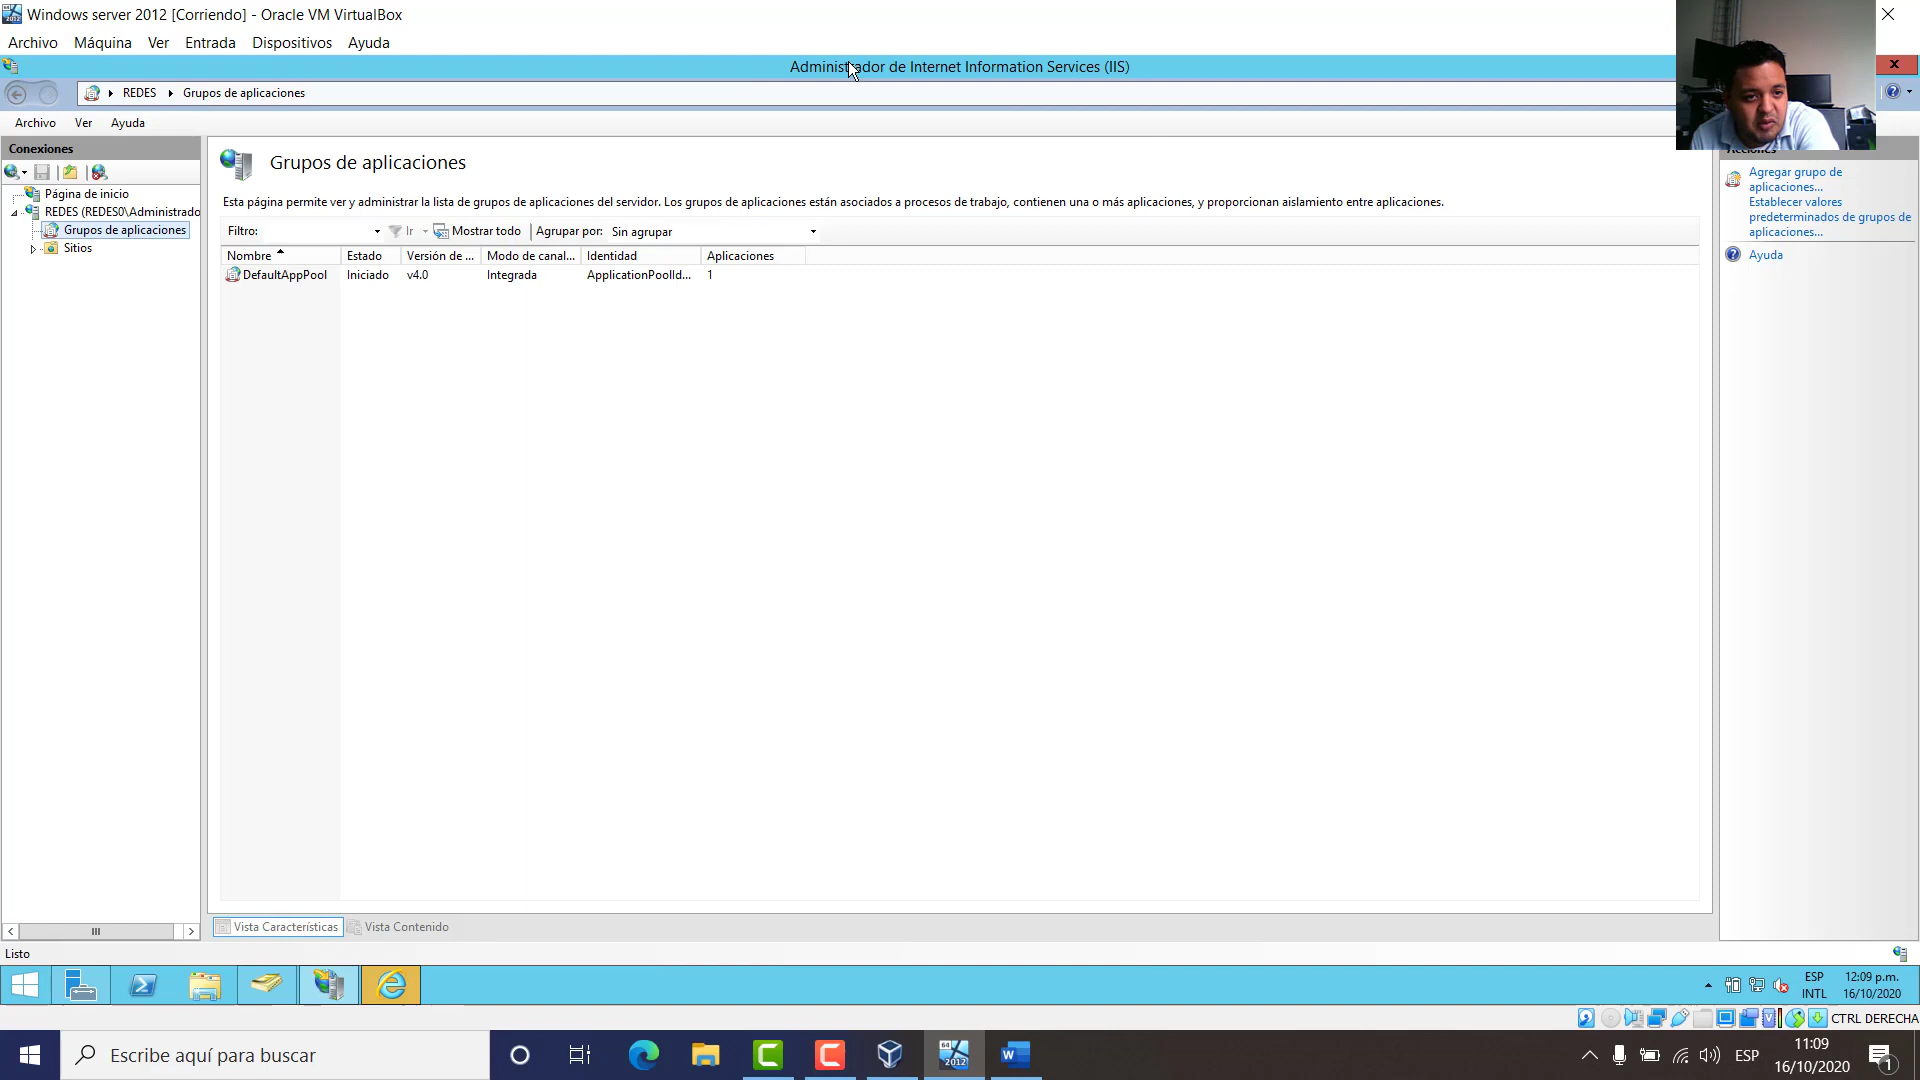 Windows server 2012 [Corriendo] - Oracle VM VirtualBox
Archivo Máquina Ver Entrada Dispositivos Ayuda
Administrador de Internet Information Services (IIS)
REDES Grupos de aplicaciones
Archivo Ver Ayuda
Conexiones
Página de inicio
REDES (REDES0\Administrado
Grupos de aplicaciones
Sitios
Grupos de aplicaciones
Esta página permite ver y administrar la lista de grupos de aplicaciones del servidor. Los grupos de aplicaciones están asociados a procesos de trabajo, contienen una o más aplicaciones, y proporcionan aislamiento entre aplicaciones.
Filtro: Ir Mostrar todo Agrupar por: Sin agrupar
Nombre Estado Versión de ... Modo de canal... Identidad Aplicaciones
DefaultAppPool Iniciado v4.0 Integrada ApplicationPoolId... 1
Acciones
Agregar grupo de
aplicaciones...
Establecer valores
predeterminados de grupos de
aplicaciones...
Ayuda
Vista Características Vista Contenido
Listo
ESP
INTL
12:09 p.m.
16/10/2020
CTRL DERECHA
Escribe aquí para buscar
2012
ESP
11:09
16/10/2020
1